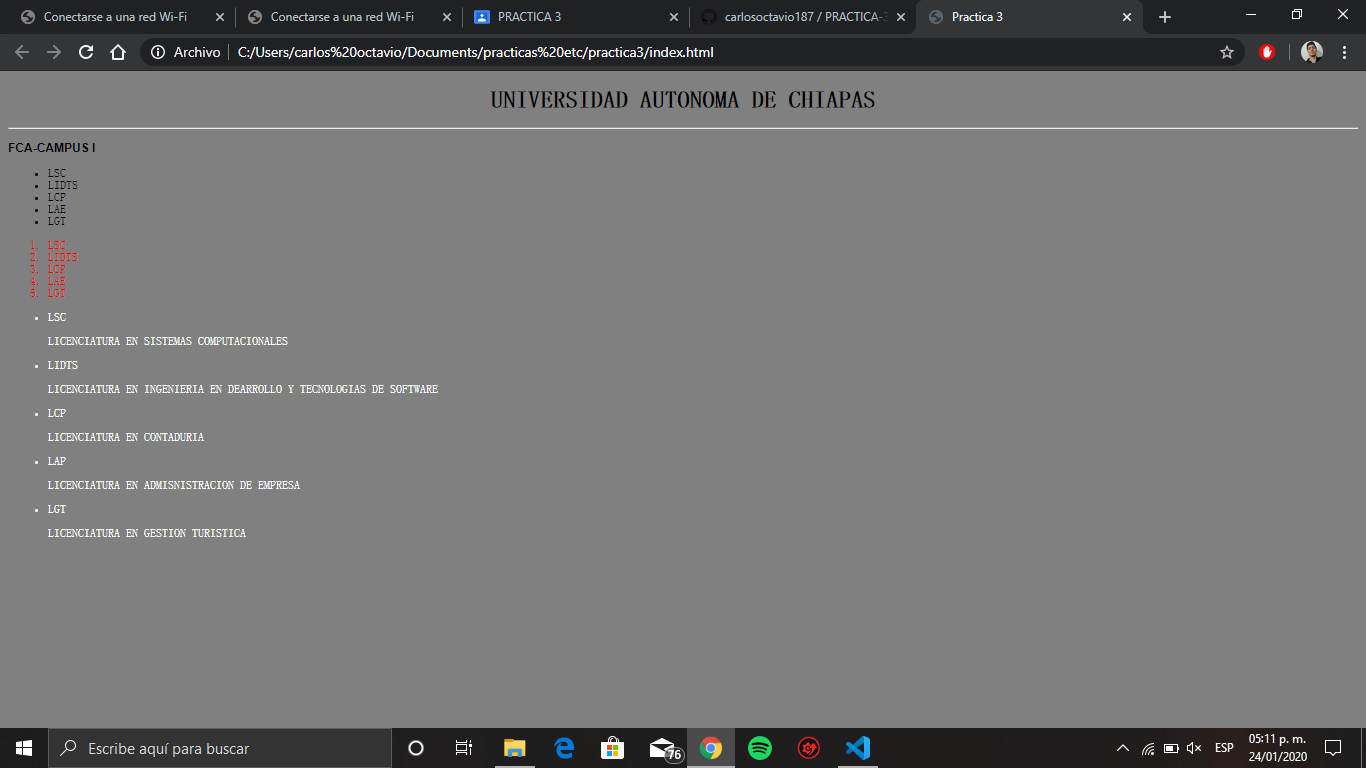 Conectarse a una red Wi-Fi
Conectarse a una red Wi-Fi
PRACTICA 3
carlosoctavio187 / PRACTICA-3
Practica 3
Archivo
C:/Users/carlos%20octavio/Documents/practicas%20etc/practica3/index.html
UNIVERSIDAD AUTONOMA DE CHIAPAS
FCA-CAMPUS I
• LSC
• LIDTS
• LCP
• LAE
• LGT
1. LSC
2. LIDTS
3. LCP
4. LAE
5. LGT
• LSC
LICENCIATURA EN SISTEMAS COMPUTACIONALES
• LIDTS
LICENCIATURA EN INGENIERIA EN DEARROLLO Y TECNOLOGIAS DE SOFTWARE
• LCP
LICENCIATURA EN CONTADURIA
• LAP
LICENCIATURA EN ADMISNISTRACION DE EMPRESA
• LGT
LICENCIATURA EN GESTION TURISTICA
Escribe aquí para buscar
76
ESP
05:11 p. m.
24/01/2020